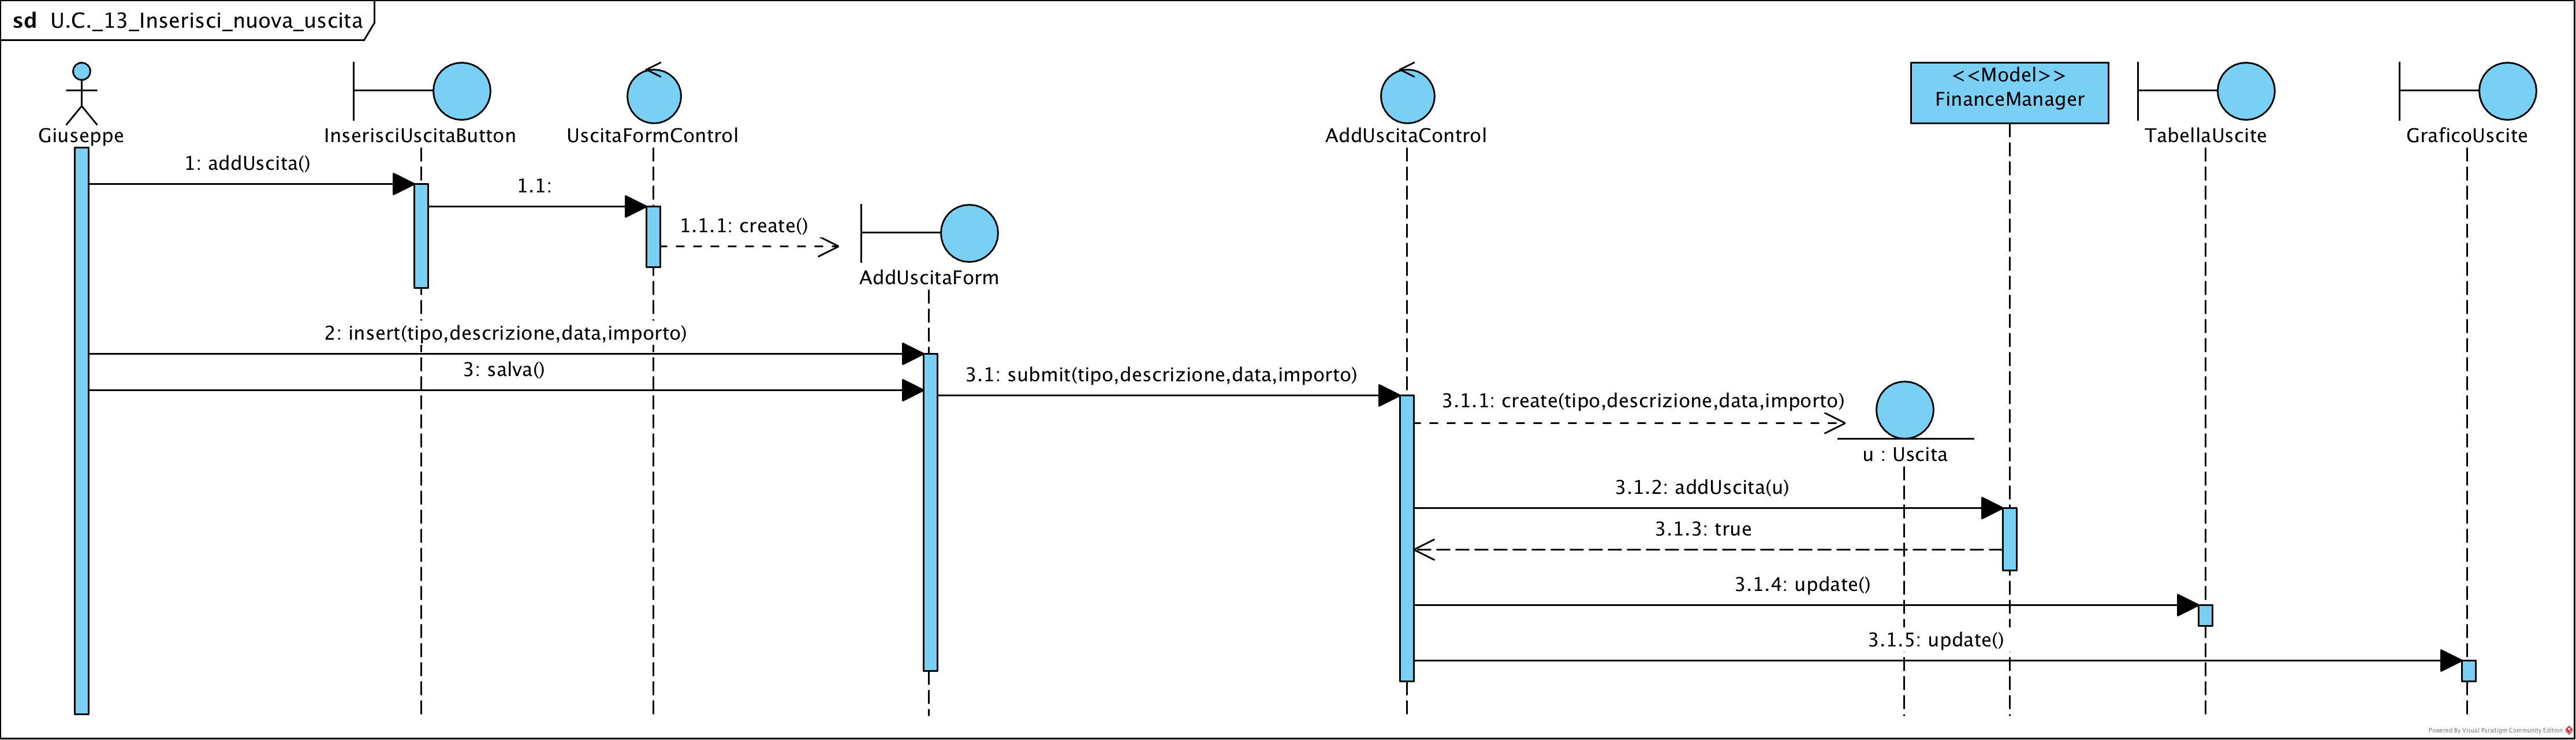 sd U.C._13_Inserisci_nuova_uscita
<<Model>>
FinanceManager
Giuseppe
InserisciUscitaButton
UscitaFormControl
AddUscitaControl
TabellaUscite
GraficoUscite
1: addUscita()
1.1:
1.1.1: create()
AddUscitaForm
2: insert(tipo,descrizione,data,importo)
3: salva()
3.1: submit(tipo,descrizione,data,importo)
3.1.1: create(tipo,descrizione,data,importo)
u : Uscita
3.1.2: addUscita(u)
3.1.3: true
3.1.4: update()
3.1.5: update()
Powered By Visual Paradigm Community Edition